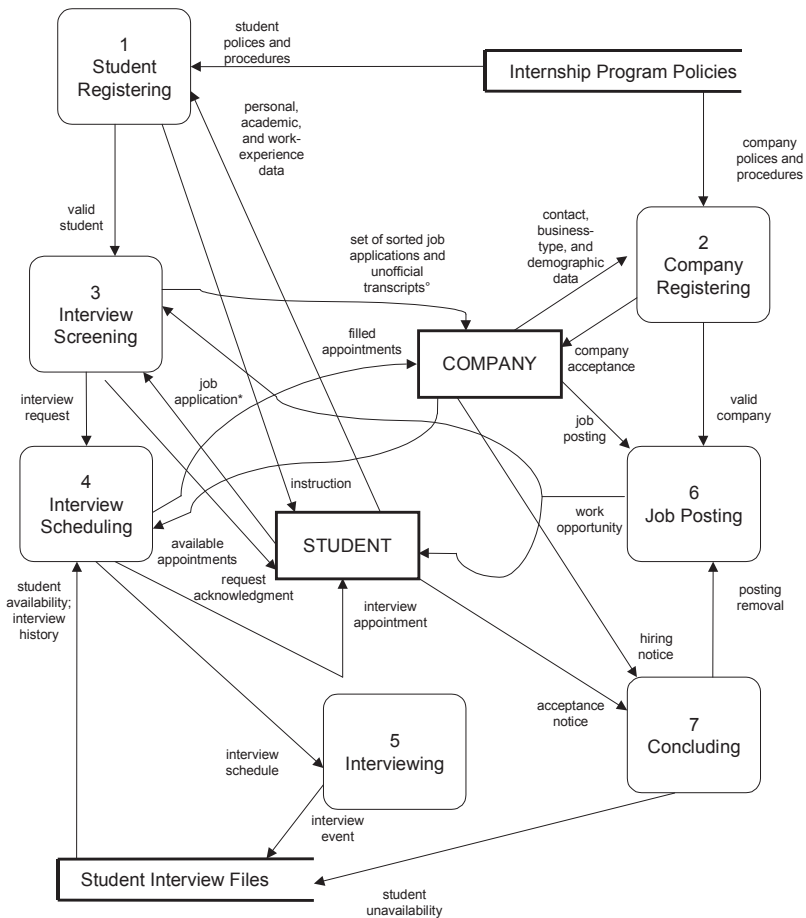 1
Student
Registering
student
polices and
procedures
Internship Program Policies
personal,
academic,
and work-
experience
data
company
polices and
procedures
valid
student
set of sorted job
applications and
unofficial
transcripts°
contact,
business-
type, and
demographic
data
2
Company
Registering
3
Interview
Screening
filled
appointments
COMPANY
company
acceptance
interview
request
job
application*
job
posting
valid
company
4
Interview
Scheduling
instruction
6
Job Posting
work
opportunity
available
appointments
STUDENT
request
acknowledgment
student
availability;
interview
history
interview
appointment
posting
removal
hiring
notice
acceptance
notice
7
Concluding
5
Interviewing
interview
schedule
interview
event
Student Interview Files
student
unavailability